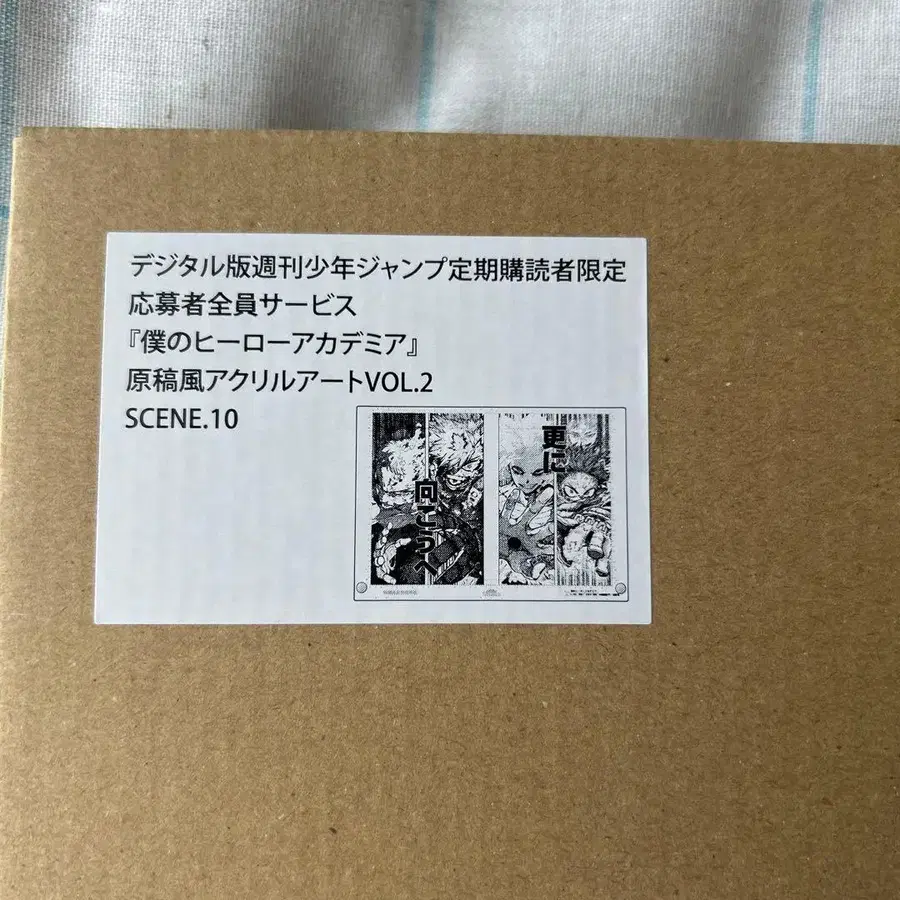 デジタル版週刊少年ジャンプ定期購読者限定
応募者全員サービス
『僕のヒーローアカデミア』
原稿風アクリルアートVOL.2
SCENE.10
更に
向こうへ